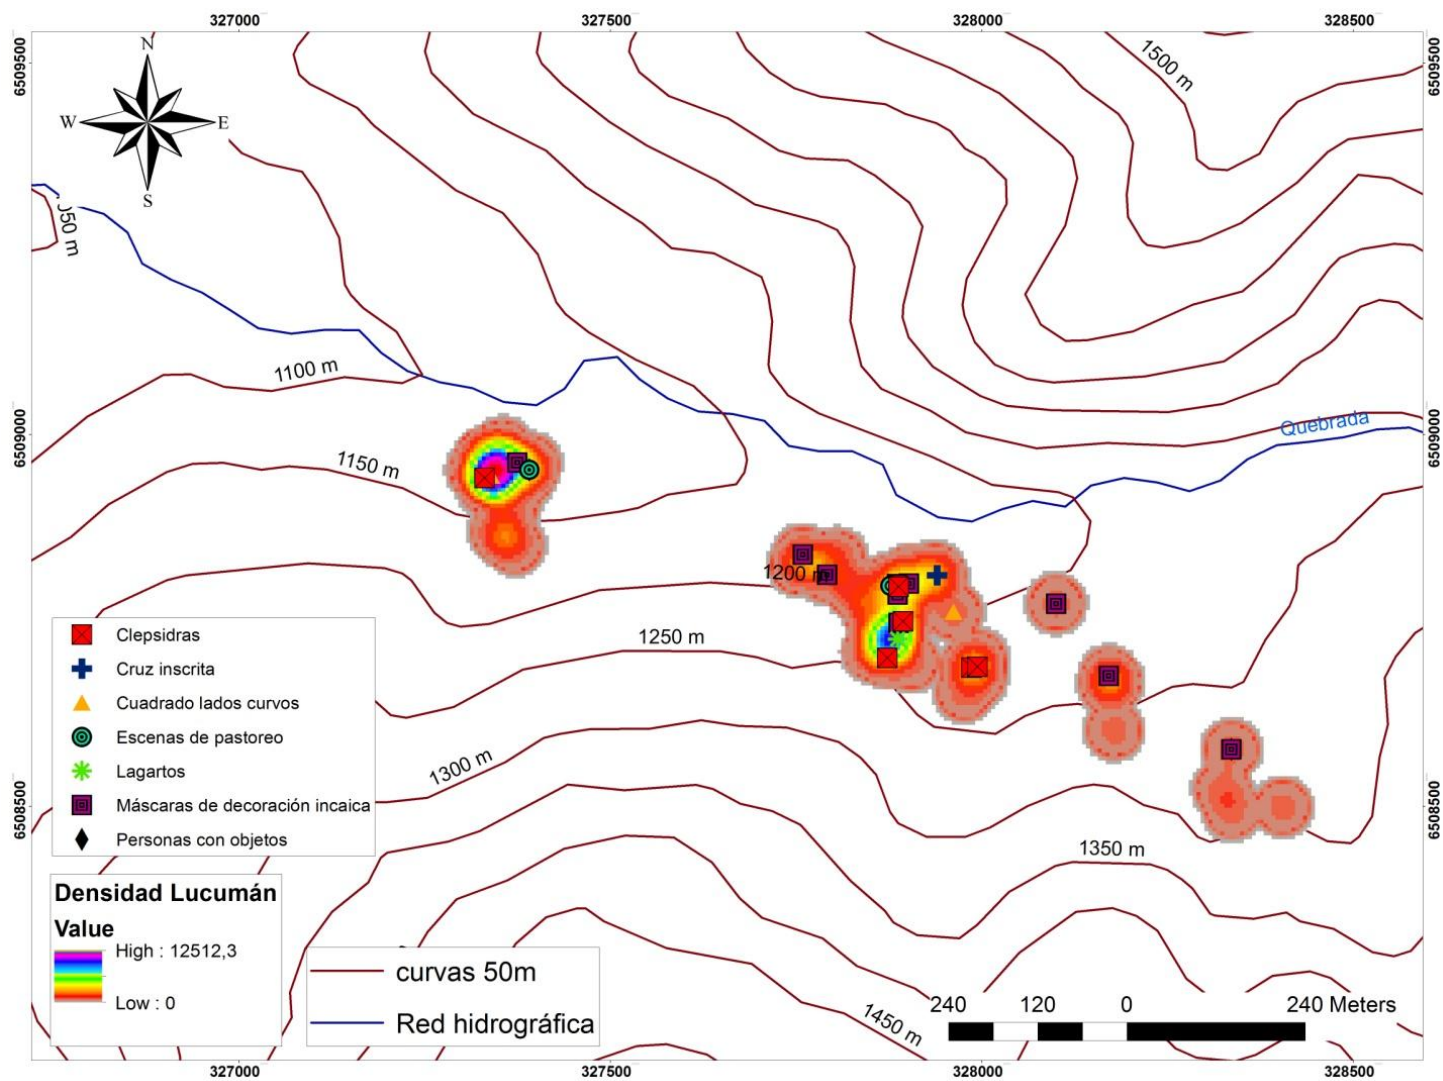 327000 327500 328000 328500
6509500 6509500
N
W E
S
1500 m
050 m
6509000 6509000
Quebrada
1100 m
1150 m
1200 m
1250 m
Clepsidras
Cruz inscrita
Cuadrado lados curvos
Escenas de pastoreo
Lagartos
Máscaras de decoración incaica
Personas con objetos
1300 m
6508500 6508500
1350 m
Densidad Lucumán
Value
High : 12512,3
Low : 0
curvas 50m
Red hidrográfica
1450 m
240 120 0 240 Meters
327000 327500 328000 328500